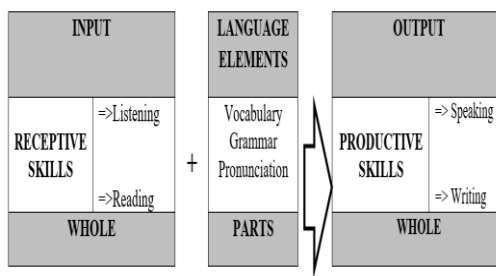 INPUT
RECEPTIVE
SKILLS
=>Listening
=>Reading
WHOLE
+
LANGUAGE
ELEMENTS
Vocabulary
Grammar
Pronunciation
PARTS
OUTPUT
PRODUCTIVE
SKILLS
=> Speaking
=> Writing
WHOLE